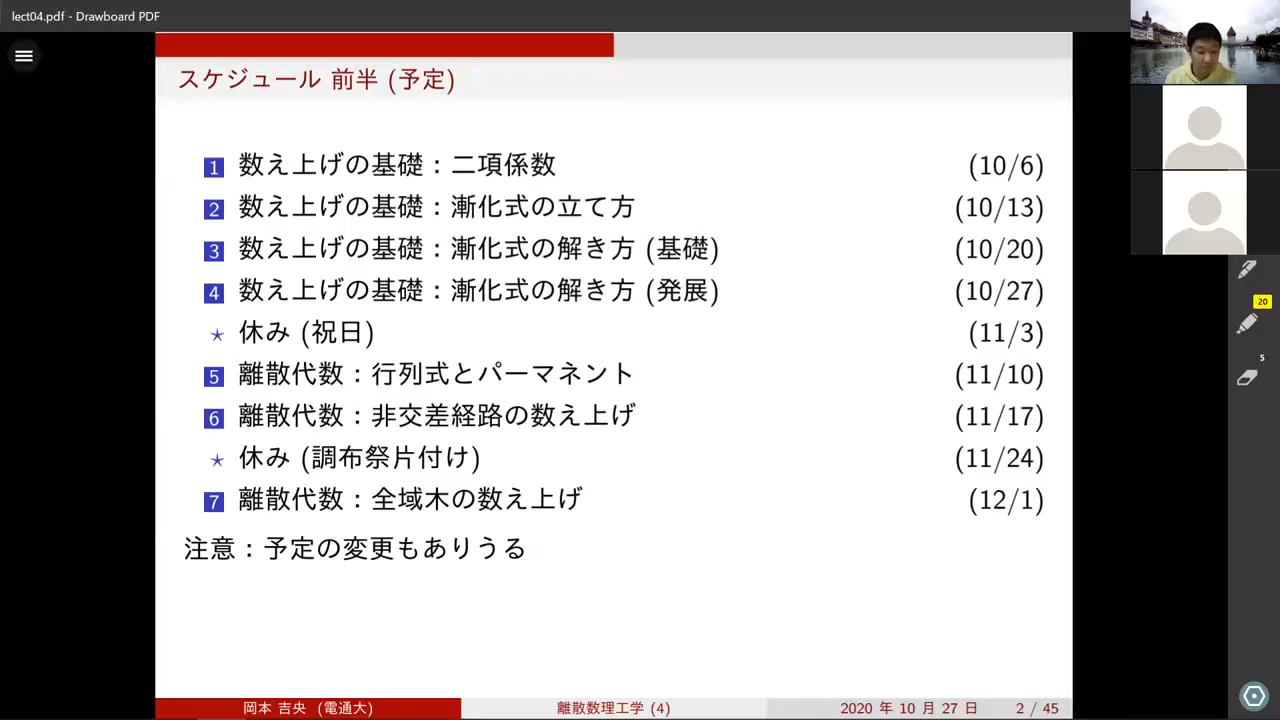 lect04.pdf - Drawboard PDF
スケジュール 前半 (予定)
1 数え上げの基礎：二項係数 (10/6)
2 数え上げの基礎：漸化式の立て方 (10/13)
3 数え上げの基礎：漸化式の解き方 (基礎) (10/20)
4 数え上げの基礎：漸化式の解き方 (発展) (10/27)
⋆ 休み (祝日) (11/3)
5 離散代数：行列式とパーマネント (11/10)
6 離散代数：非交差経路の数え上げ (11/17)
⋆ 休み (調布祭片付け) (11/24)
7 離散代数：全域木の数え上げ (12/1)
注意：予定の変更もありうる
岡本 吉央 (電通大) 離散数理工学 (4) 2020 年 10 月 27 日 2 / 45
20
5